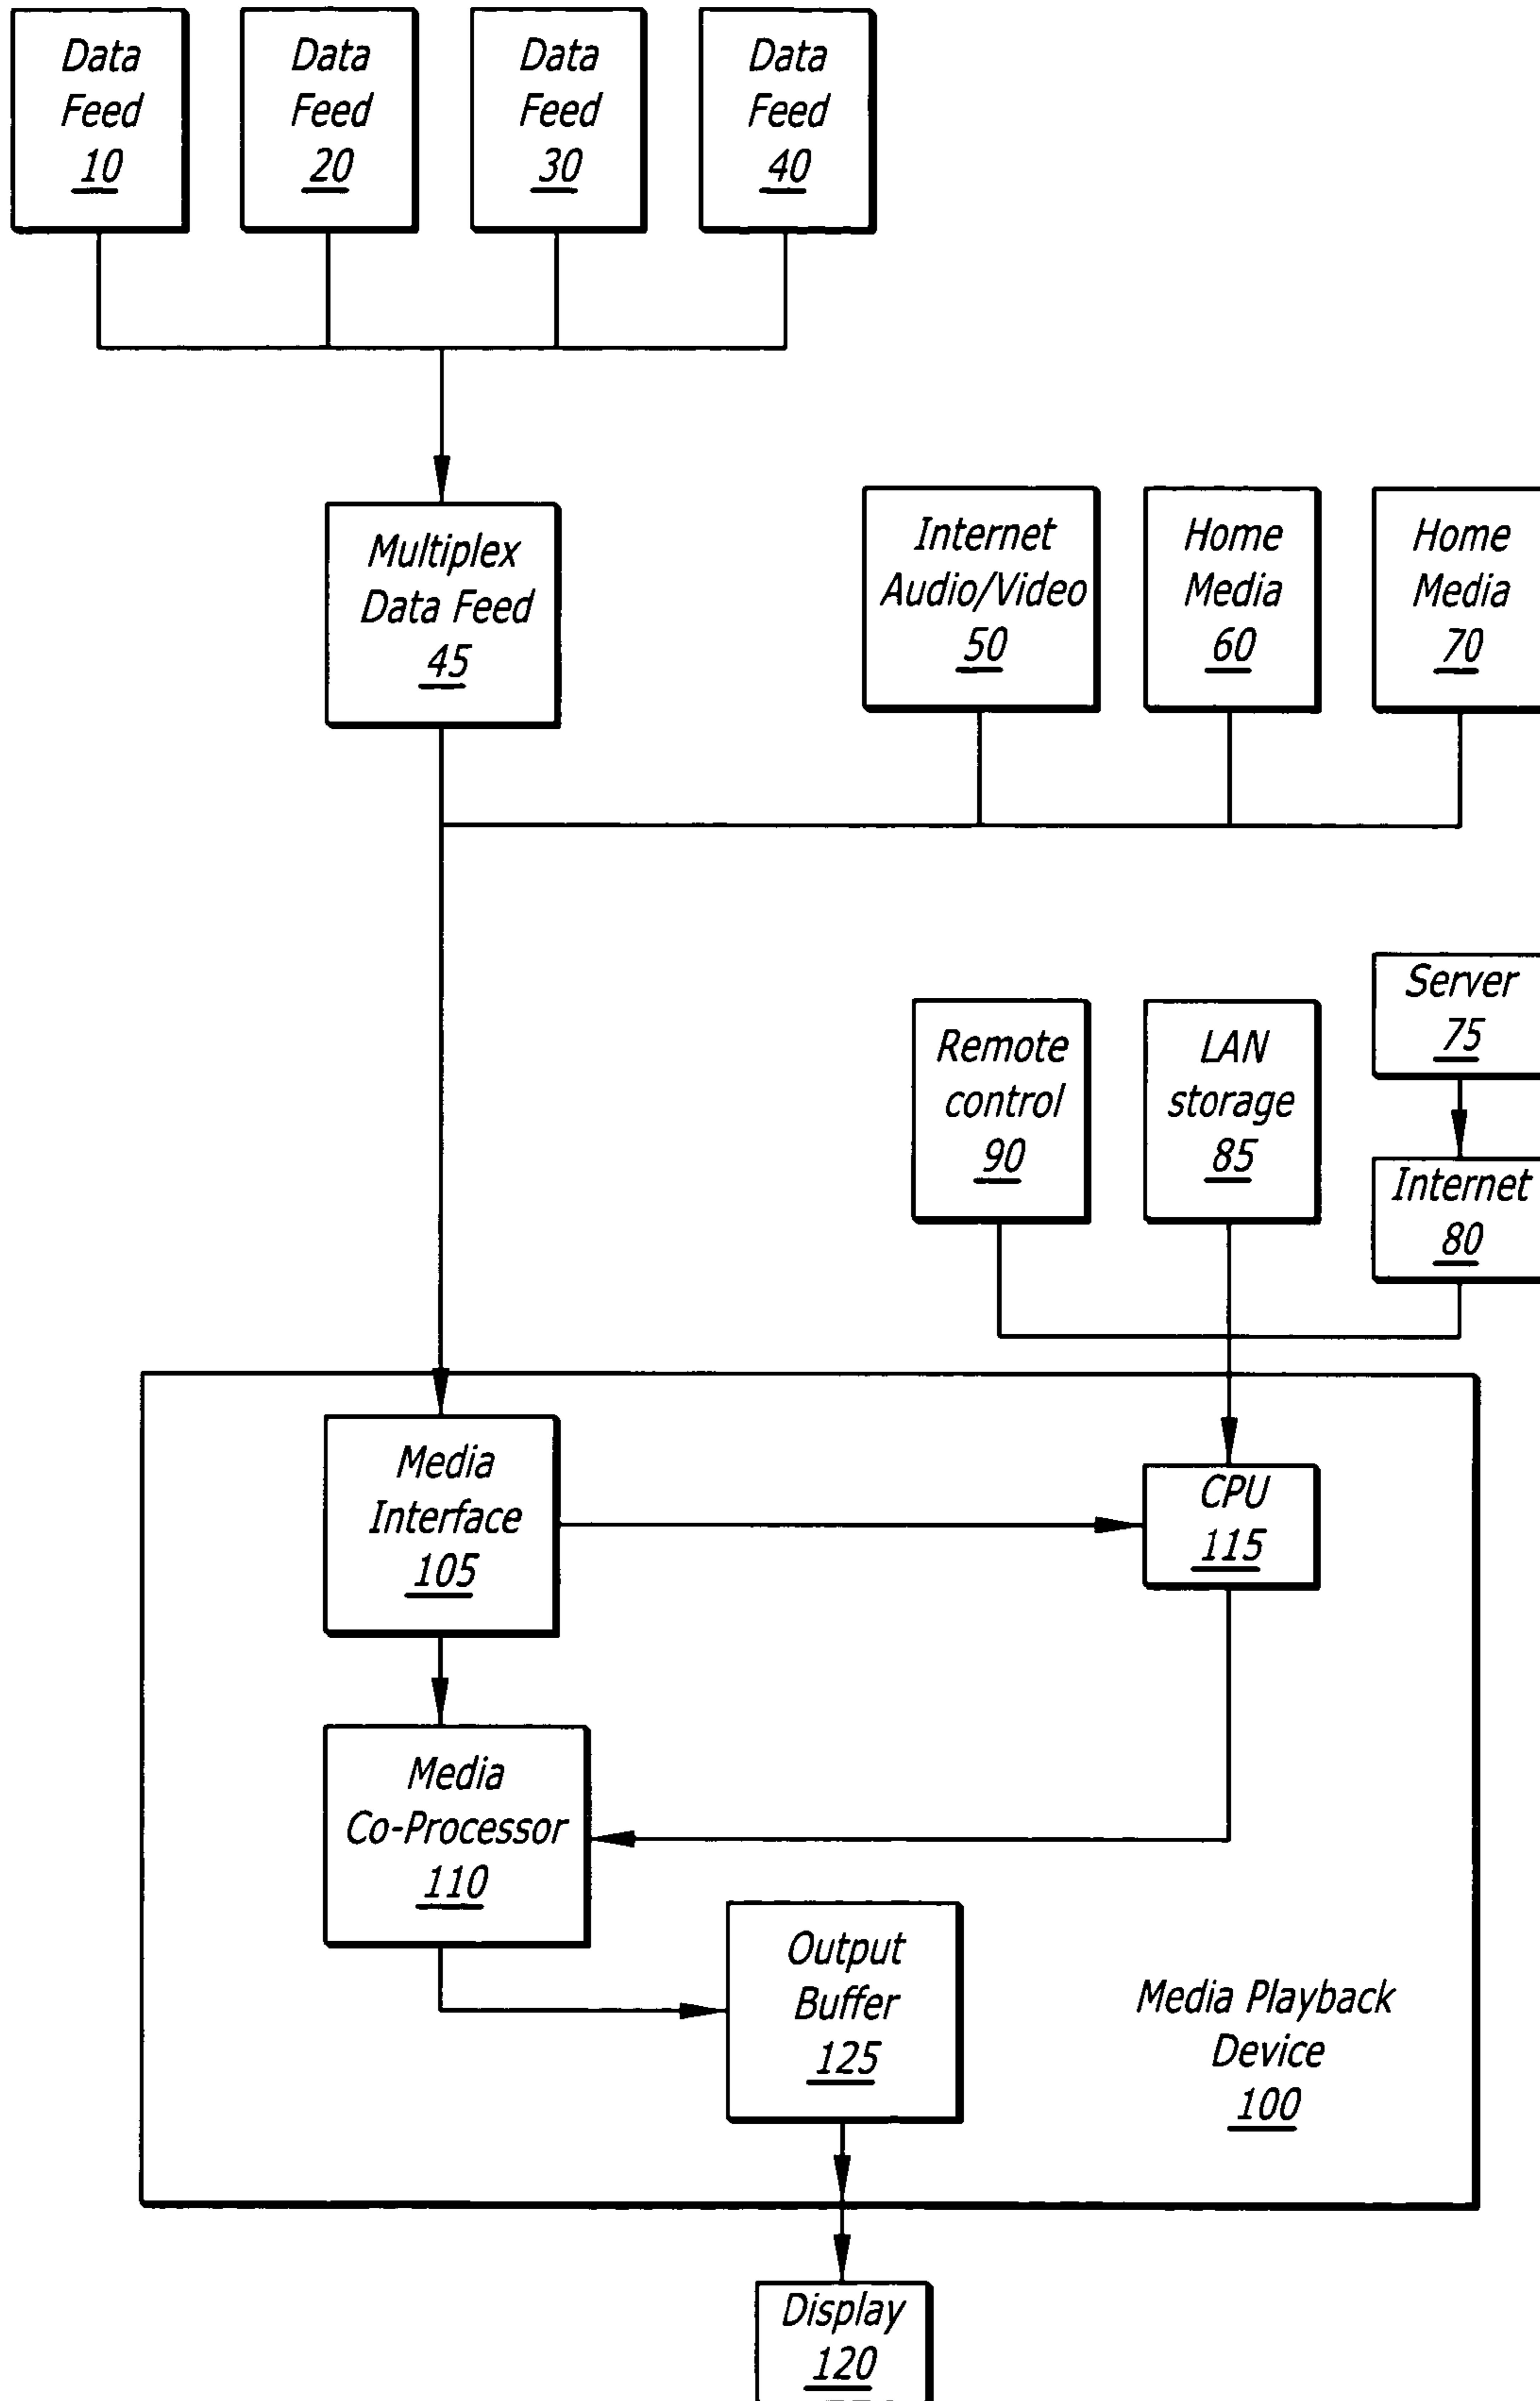 Data
Feed
10
Data
Feed
20
Data
Feed
30
Data
Feed
40
Multiplex
Data Feed
45
Internet
Audio/Video
50
Home
Media
60
Home
Media
70
Remote
control
90
LAN
storage
85
Server
75
Internet
80
Media
Interface
105
CPU
115
Media
Co-Processor
110
Output
Buffer
125
Media Playback
Device
100
Display
120